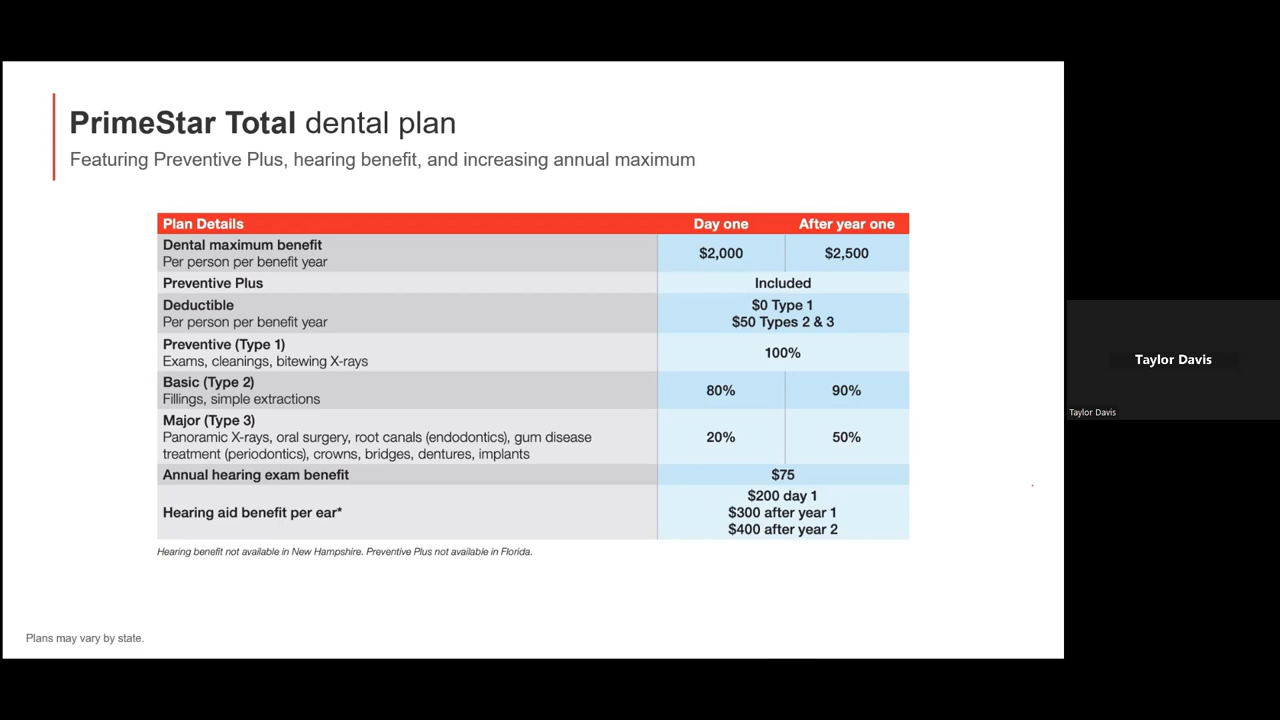 PrimeStar Total dental plan
Featuring Preventive Plus, hearing benefit, and increasing annual maximum
Plan Details Day one After year one
Dental maximum benefit
Per person per benefit year
$2,000 $2,500
Preventive Plus Included
Deductible
Per person per benefit year
$0 Type 1
$50 Types 2 & 3
Preventive (Type 1)
Exams, cleanings, bitewing X-rays
100%
Basic (Type 2)
Fillings, simple extractions
80% 90%
Major (Type 3)
Panoramic X-rays, oral surgery, root canals (endodontics), gum disease
treatment (periodontics), crowns, bridges, dentures, implants
20% 50%
Annual hearing exam benefit $75
Hearing aid benefit per ear*
$200 day 1
$300 after year 1
$400 after year 2
Hearing benefit not available in New Hampshire. Preventive Plus not available in Florida.
Plans may vary by state.
Taylor Davis
Taylor Davis